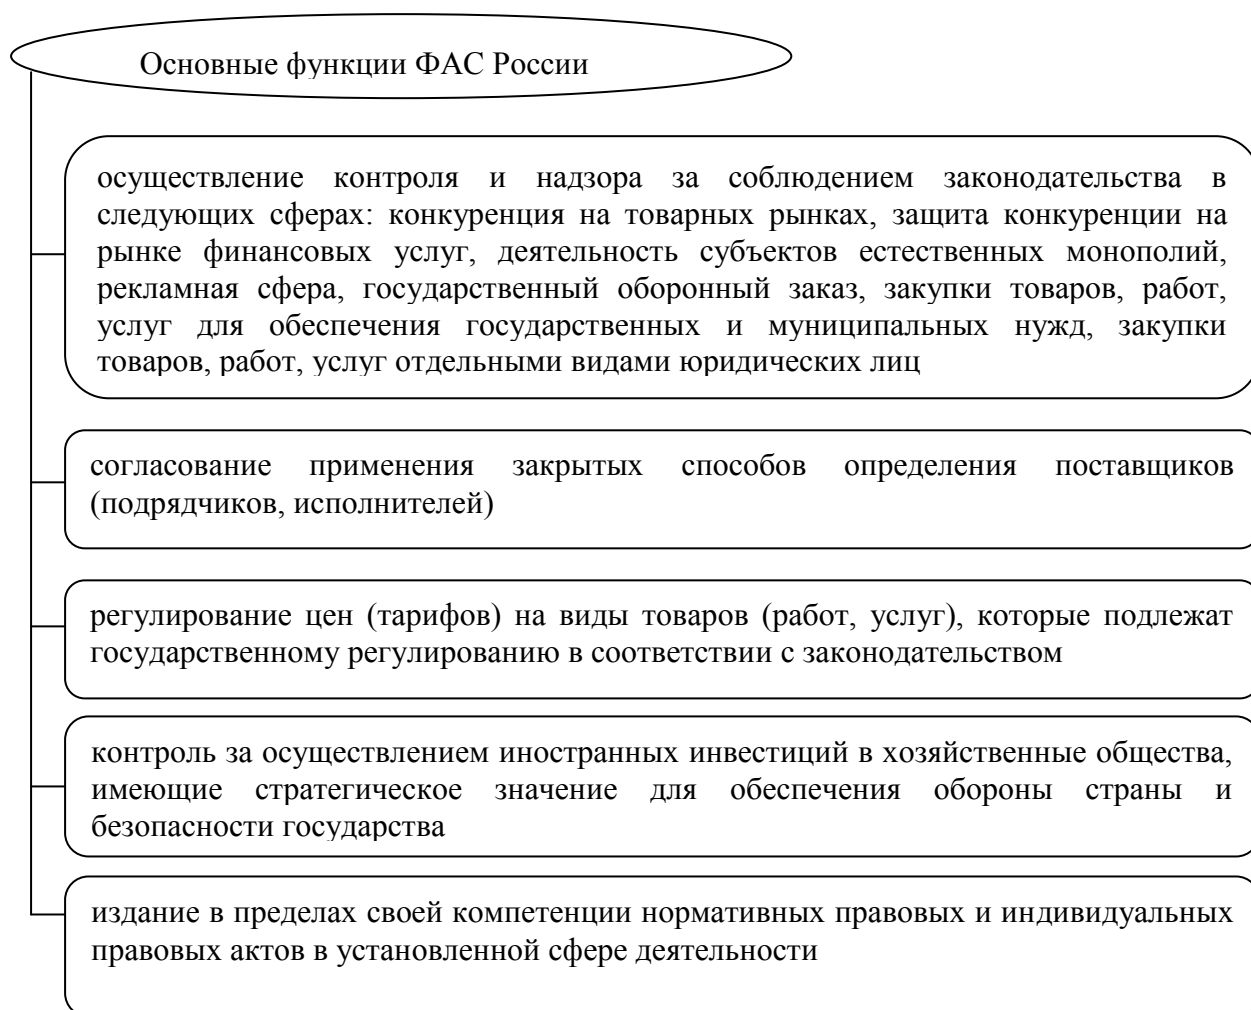 Основные функции ФАС России
осуществление контроля и надзора за соблюдением законодательства в
следующих сферах: конкуренция на товарных рынках, защита конкуренции на
рынке финансовых услуг, деятельность субъектов естественных монополий,
рекламная сфера, государственный оборонный заказ, закупки товаров, работ,
услуг для обеспечения государственных и муниципальных нужд, закупки
товаров, работ, услуг отдельными видами юридических лиц
согласование применения закрытых способов определения поставщиков
(подрядчиков, исполнителей)
регулирование цен (тарифов) на виды товаров (работ, услуг), которые подлежат
государственному регулированию в соответствии с законодательством
контроль за осуществлением иностранных инвестиций в хозяйственные общества,
имеющие стратегическое значение для обеспечения обороны страны и
безопасности государства
издание в пределах своей компетенции нормативных правовых и индивидуальных
правовых актов в установленной сфере деятельности